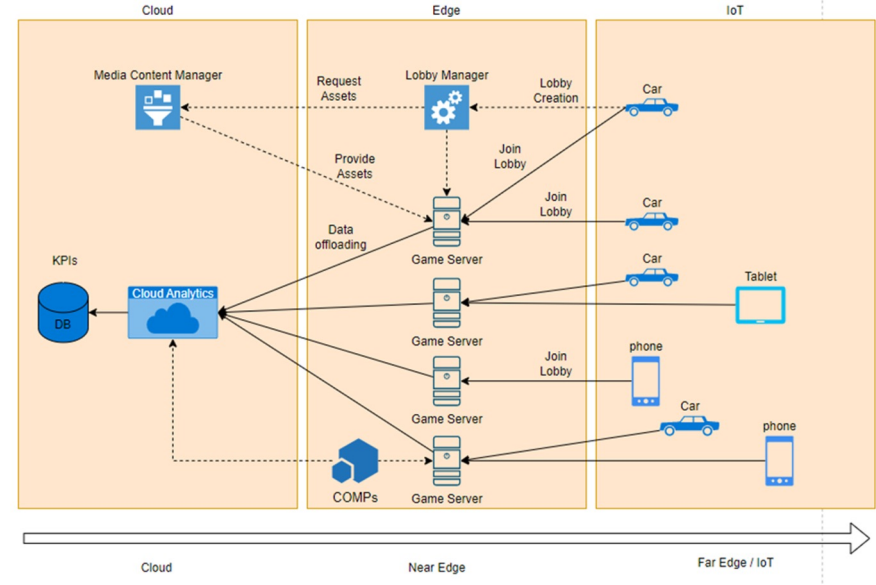 Cloud
Edge
IoT
Media Content Manager
Request
Assets
Lobby Manager
Lobby
Creation
Car
Provide
Assets
Join
Lobby
Join
Lobby
Car
Data
offloading
Game Server
KPIs
DB
Cloud Analytics
Car
Tablet
Game Server
Join
Lobby
phone
Game Server
Car
phone
COMPs
Game Server
Cloud
Near Edge
Far Edge / IoT